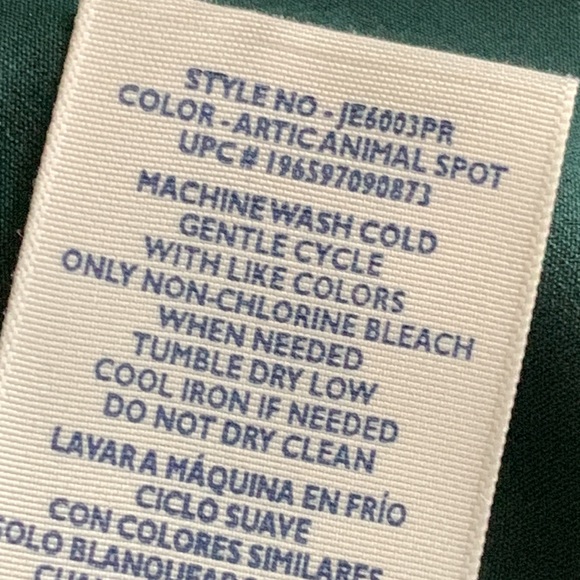 STYLE NO - JE6003PR
COLOR - ARTIC ANIMAL SPOT
UPC# 196597090873
MACHINE WASH COLD
GENTLE CYCLE
WITH LIKE COLORS
ONLY NON-CHLORINE BLEACH
WHEN NEEDED
TUMBLE DRY LOW
COOL IRON IF NEEDED
DO NOT DRY CLEAN
LAVAR A MÁQUINA EN FRÍO
CICLO SUAVE
CON COLORES SIMILARES
SOLO